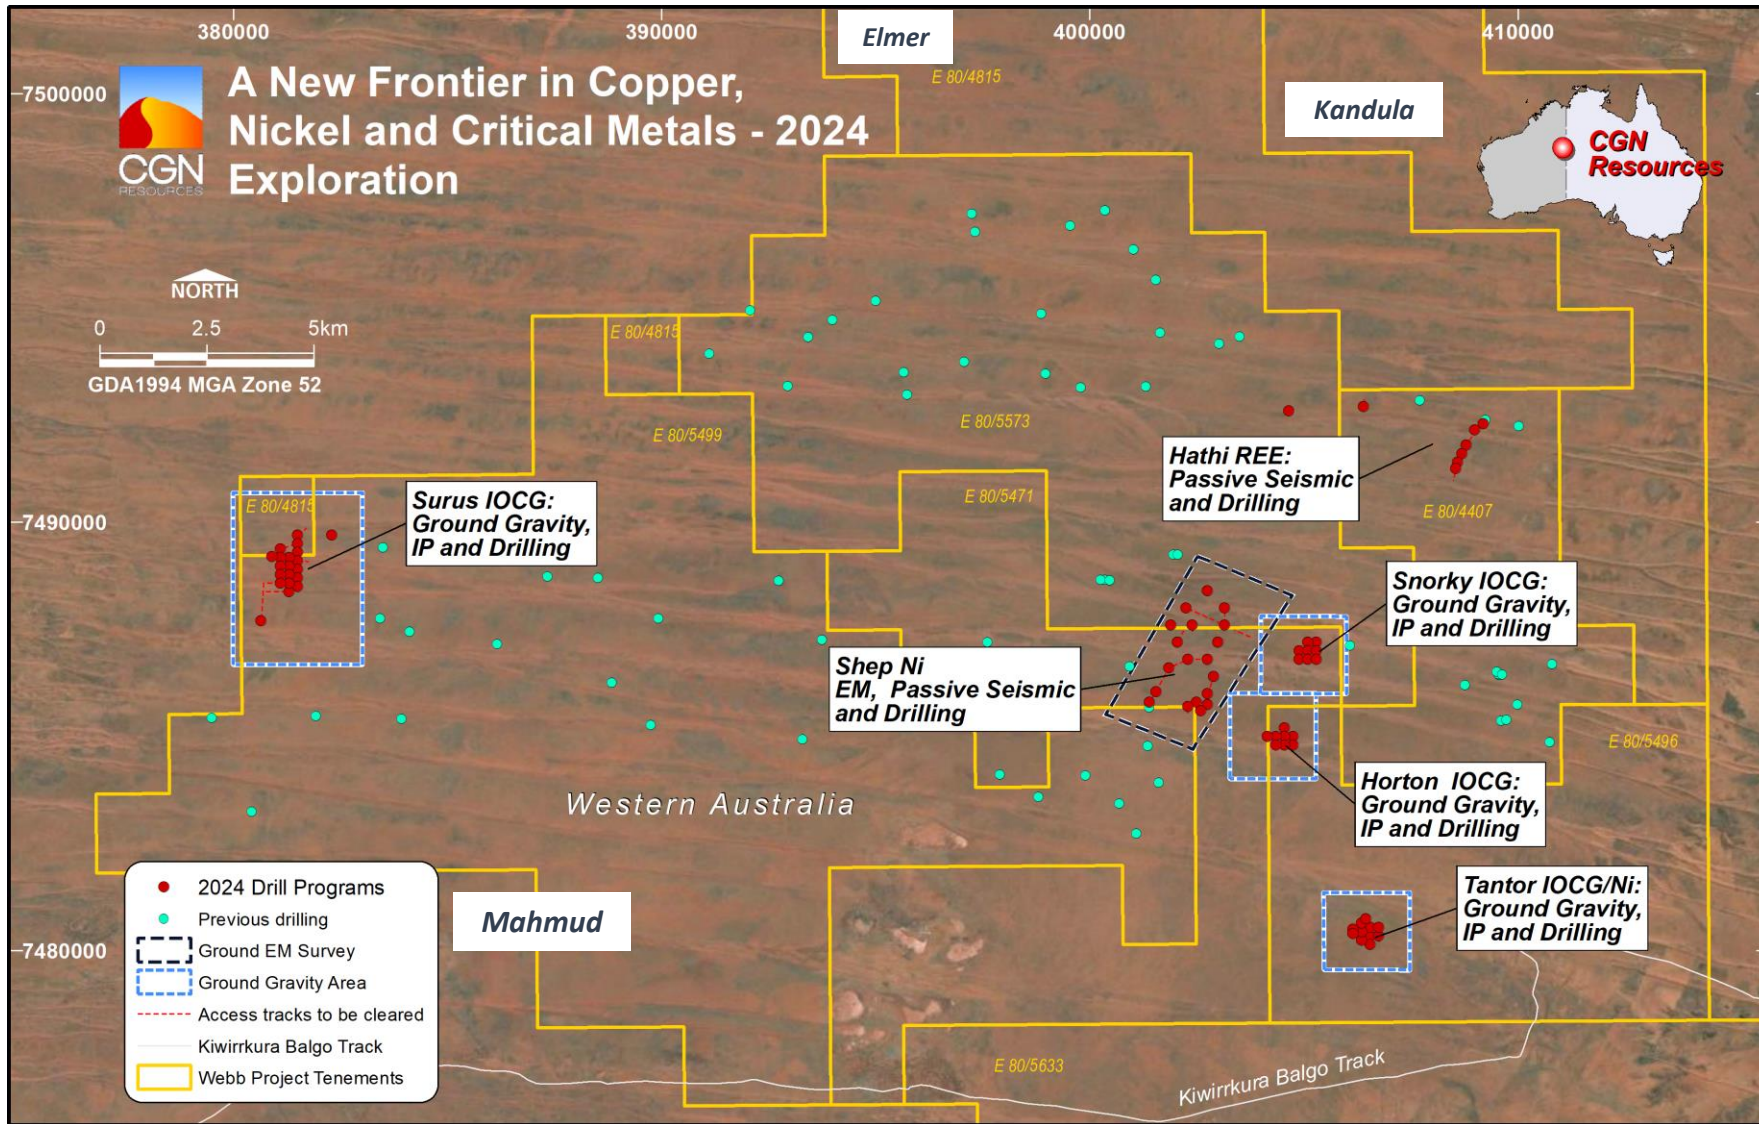 380000
390000
400000
410000
Elmer
Kandula
7500000
CGN
RESOURCES
A New Frontier in Copper,
Nickel and Critical Metals - 2024
Exploration
CGN
Resources
E 80/4815
NORTH
0 2.5 5km
GDA1994 MGA Zone 52
E 80/4815
E 80/5499
E 80/5573
Hathi REE:
Passive Seismic
and Drilling
E 80/5471
E 80/4407
7490000
E 80/4815
Surus IOCG:
Ground Gravity,
IP and Drilling
Snorky IOCG:
Ground Gravity,
IP and Drilling
Shep Ni
EM, Passive Seismic
and Drilling
E 80/5496
Horton IOCG:
Ground Gravity,
IP and Drilling
Western Australia
Tantor IOCG/Ni:
Ground Gravity,
IP and Drilling
Mahmud
7480000
2024 Drill Programs
Previous drilling
Ground EM Survey
Ground Gravity Area
Access tracks to be cleared
Kiwirrkura Balgo Track
Webb Project Tenements
E 80/5633
Kiwirrkura Balgo Track